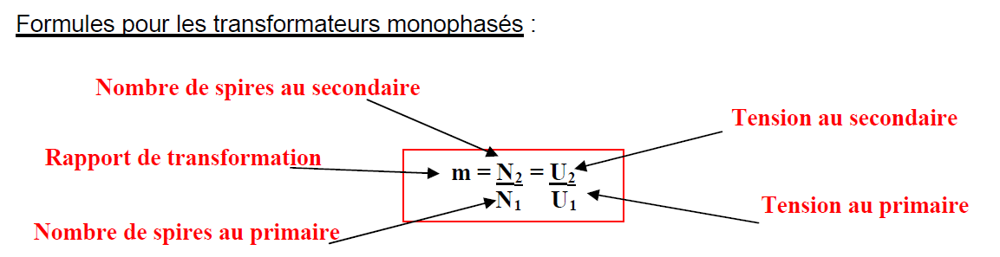 Formules pour les transformateurs monophasés :
Nombre de spires au secondaire
Tension au secondaire
Rapport de transformation
m = N₂ = U₂
N₁ U₁
Tension au primaire
Nombre de spires au primaire